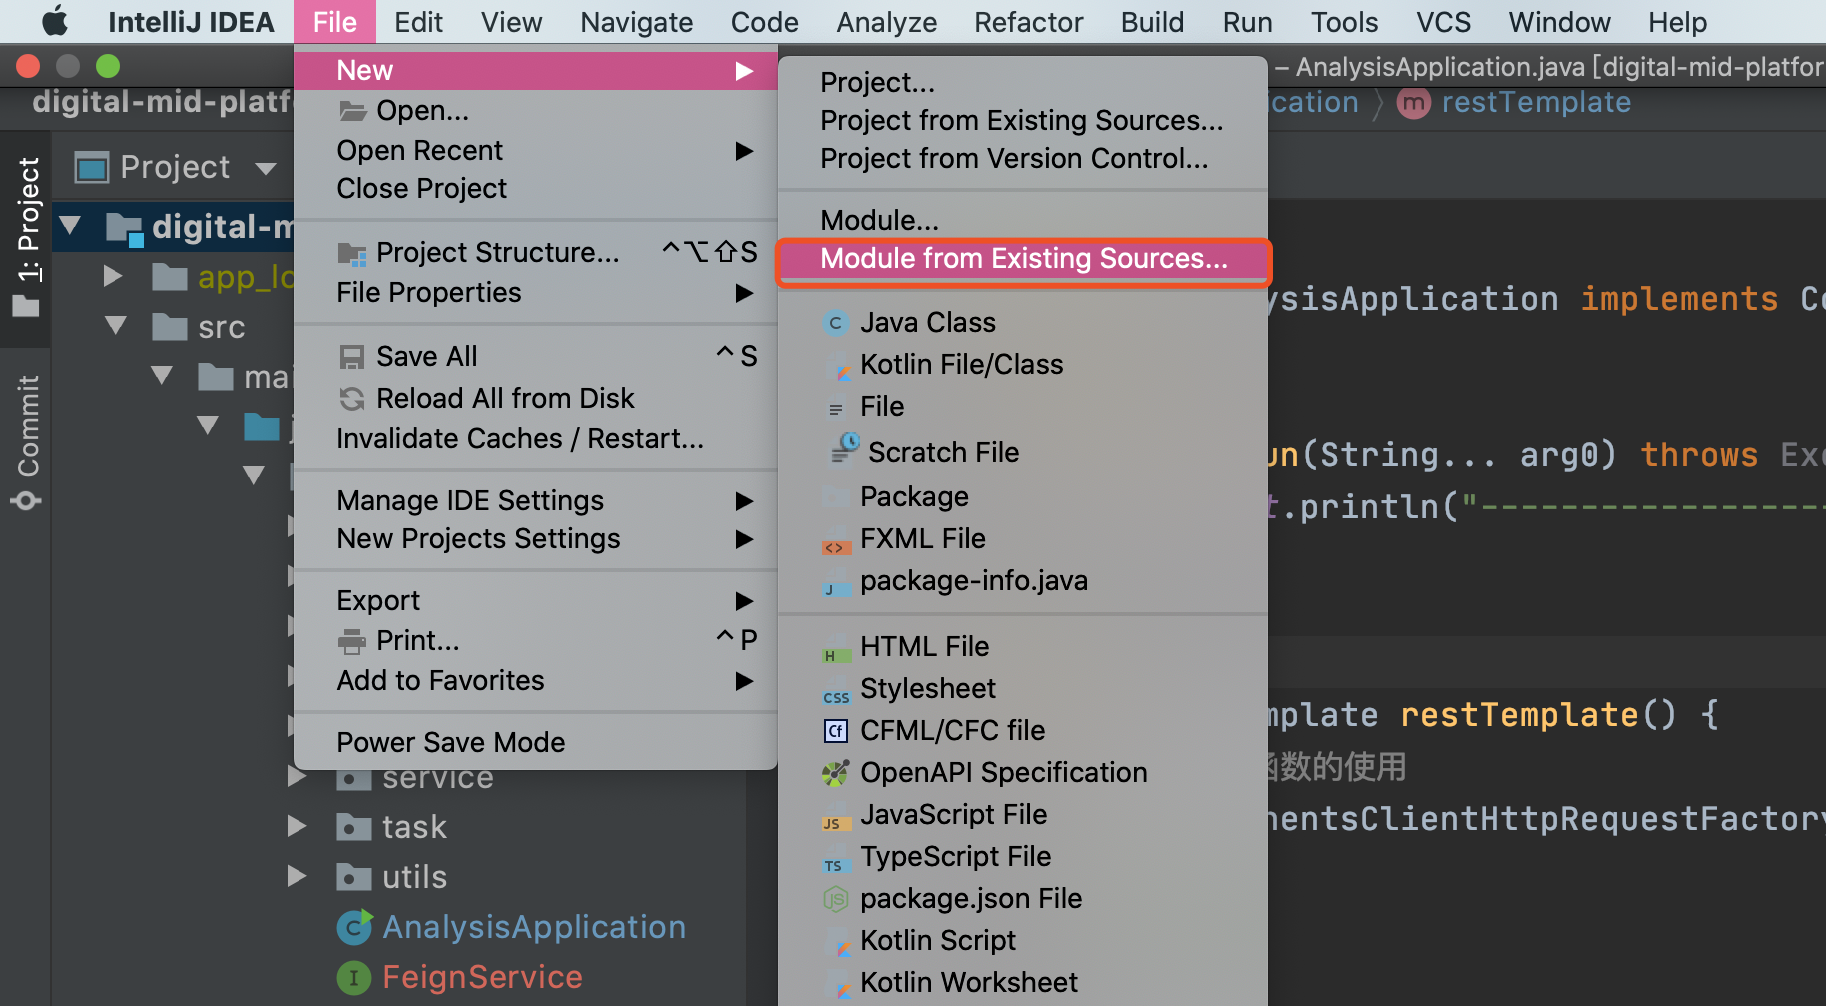 IntelliJ IDEA File Edit View Navigate Code Analyze Refactor Build Run Tools VCS Window Help
– AnalysisApplication.java [digital-mid-platfor
digital-mid-platf
ication 〉 m restTemplate
1: Project
Commit
Project
digital-m
app_lo
src
mai
j
service
task
utils
AnalysisApplication
FeignService
New
Open...
Open Recent
Close Project
Project Structure... ^⌥⇧S
File Properties
Save All ^S
Reload All from Disk
Invalidate Caches / Restart...
Manage IDE Settings
New Projects Settings
Export
Print... ^P
Add to Favorites
Power Save Mode
Project...
Project from Existing Sources...
Project from Version Control...
Module...
Module from Existing Sources...
Java Class
Kotlin File/Class
File
Scratch File
Package
FXML File
package-info.java
HTML File
Stylesheet
CFML/CFC file
OpenAPI Specification
JavaScript File
TypeScript File
package.json File
Kotlin Script
Kotlin Worksheet
ysisApplication implements Co
un(String... arg0) throws Exc
t.println("------------------
mplate restTemplate() {
函数的使用
nentsClientHttpRequestFactory